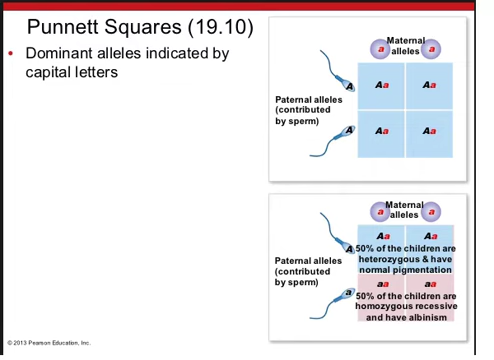 Punnett Squares (19.10)
• Dominant alleles indicated by
capital letters
Maternal
alleles
a a
A
Aa Aa
Paternal alleles
(contributed
by sperm)
A
Aa Aa
Maternal
alleles
a a
Aa Aa
A
50% of the children are
heterozygous & have
normal pigmentation
Paternal alleles
(contributed
by sperm)
a
aa aa
50% of the children are
homozygous recessive
and have albinism
© 2013 Pearson Education, Inc.